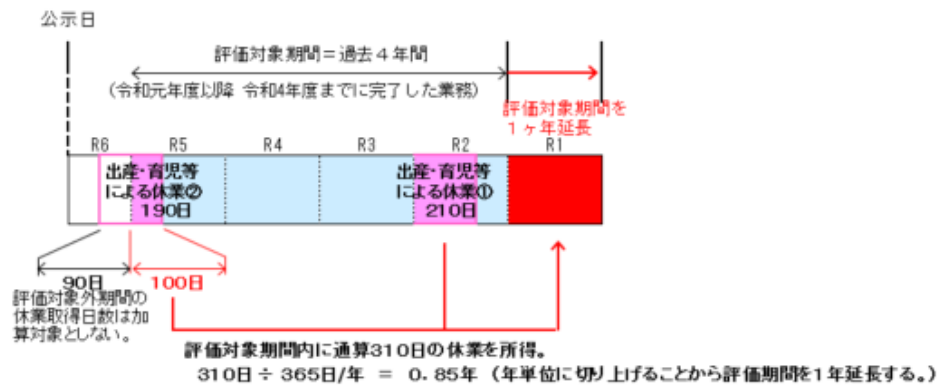 公示日
評価対象期間＝過去４年間
(令和元年度以降 令和4年度までに完了した業務)
評価対象期間を
１ヶ年延長
R6 R5 R4 R3 R2 R1
出産・育児等
による休業②
190日
出産・育児等
による休業①
210日
90日
100日
評価対象外期間の
休業取得日数は加
算対象としない。
評価対象期間内に通算310日の休業を所得。
310日÷365日/年 ＝ 0.85年（年単位に切り上げることから評価期間を1年延長する。）